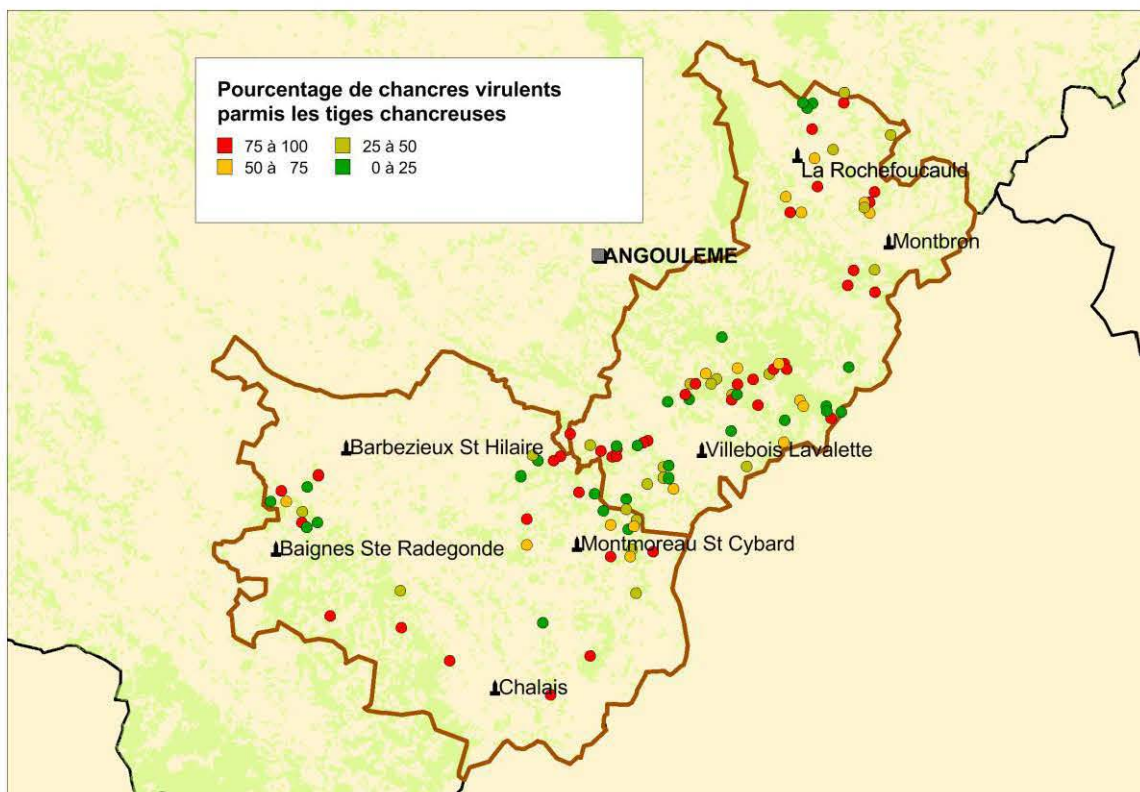 Pourcentage de chancres virulents
parmis les tiges chancreuses
75 à 100
25 à 50
50 à 75
0 à 25
La Rochefoucauld
Montbron
ANGOULEME
Barbezieux St Hilaire
Villebois Lavalette
Baignes Ste Radegonde
Montmoreau St Cybard
Chalais